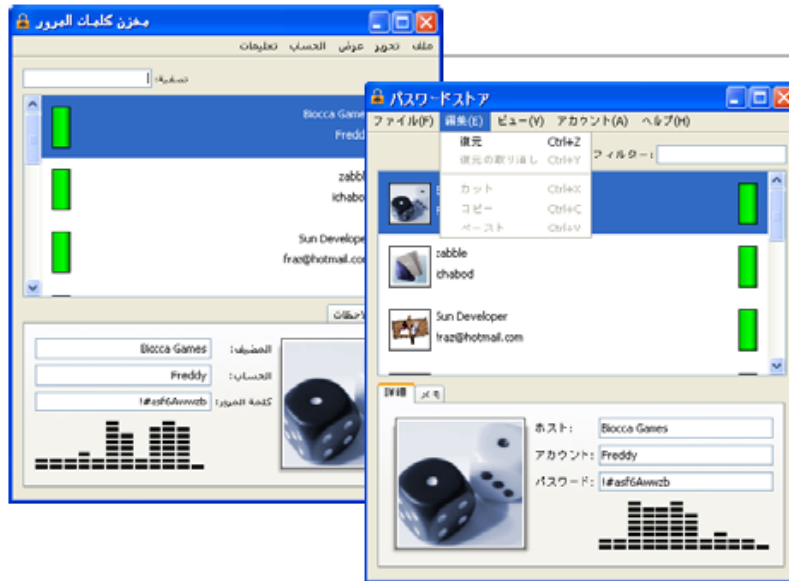 مخزن كلمات المرور
ملف تحرير عرض الحساب تعليمات
تصفية:
Biocca Game
Fredd
zabbl
ichabo
Sun Develope
fraz@hotmail.co
لاحظات
المضيف: Biocca Games
الحساب: Freddy
كلمة المرور: !#asf6Awwzb
パスワードストア
ファイル(F) 編集(E) ビュー(V) アカウント(A) ヘルプ(H)
復元 Ctrl+Z
復元の取り消し Ctrl+Y
カット Ctrl+X
コピー Ctrl+C
ペースト Ctrl+V
フィルター:
zabble
ichabod
Sun Developer
fraz@hotmail.com
詳細 メモ
ホスト: Biocca Games
アカウント: Freddy
パスワード: !#asf6Awwzb